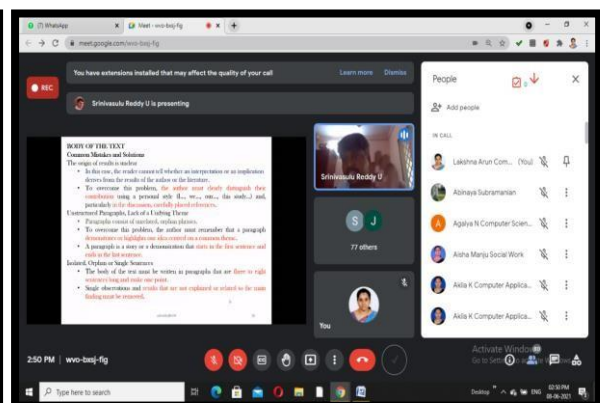 (7) WhatsApp
Meet - wvo-bxsj-fig
meet.google.com/wvo-bxsj-fig
REC
You have extensions installed that may affect the quality of your call
Learn more
Dismiss
Srinivasulu Reddy U is presenting
BODY OF THE TEXT
Common Mistakes and Solutions
The origin of results is unclear
• In this case, the reader cannot tell whether an interpretation or an implication
derives from the results of the author or the literature.
• To overcome this problem, the author must clearly distinguish their
contribution using a personal style (I..., we..., our..., this study...) and,
particularly in the discussion, carefully placed references.
Unstructured Paragraphs, Lack of a Unifying Theme
• Paragraphs consist of unrelated, orphan phrases.
• To overcome this problem, the author must remember that a paragraph
demonstrates or highlights one idea centred on a common theme.
• A paragraph is a story or a demonstration that starts in the first sentence and
ends in the last sentence.
Isolated, Orphan or Single Sentences
• The body of the text must be written in paragraphs that are three to eight
sentences long and make one point.
• Single observations and results that are not explained or related to the main
finding must be removed.
Srinivasulu Reddy U
S
J
77 others
You
People
Add people
IN CALL
Lakshna Arun Com... (You)
Abinaya Subramanian
A
Agalya N Computer Scien...
Aisha Manju Social Work
Akila K Computer Applica...
Akila K Computer Applica...
2:50 PM | wvo-bxsj-fig
Activate Windows
Go to Settin
Type here to search
Desktop
ENG
02:50 PM
08-06-2021